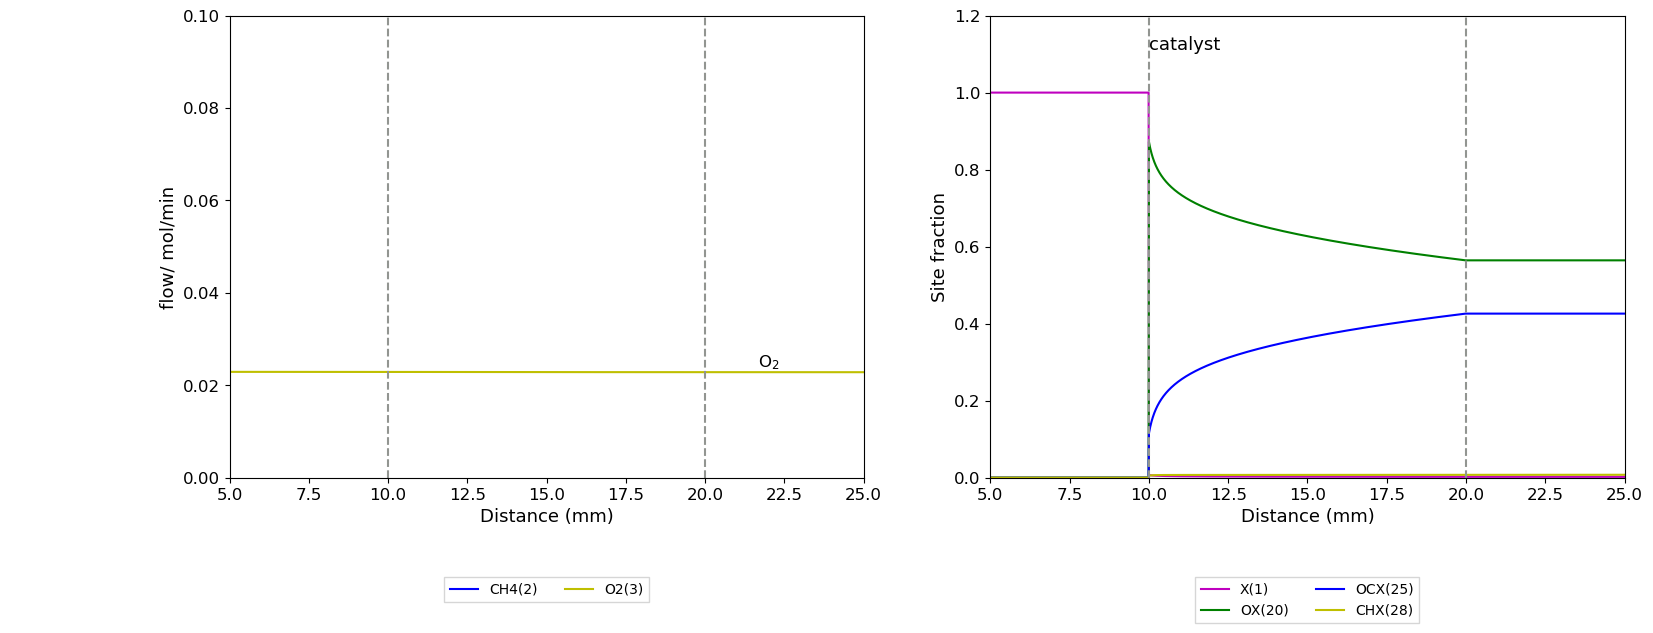 0.10
0.08
0.06
0.04
0.02
0.00
flow/ mol/min
O2
5.0 7.5 10.0 12.5 15.0 17.5 20.0 22.5 25.0
Distance (mm)
CH4(2) O2(3)
1.2
1.0
0.8
0.6
0.4
0.2
0.0
Site fraction
catalyst
5.0 7.5 10.0 12.5 15.0 17.5 20.0 22.5 25.0
Distance (mm)
X(1) OCX(25)
OX(20) CHX(28)